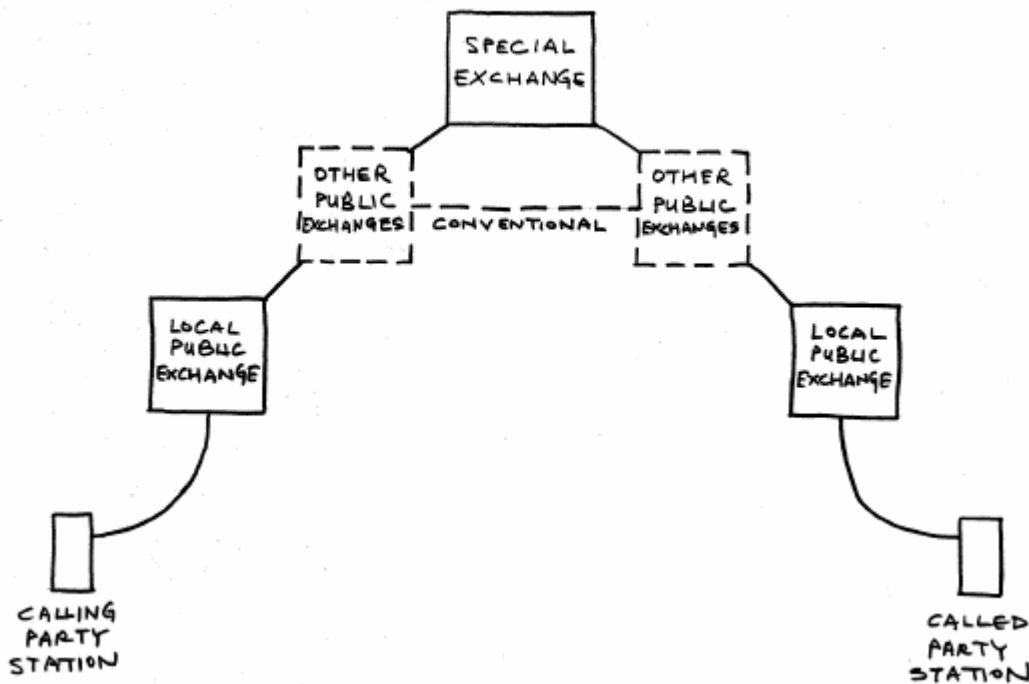 SPECIAL
EXCHANGE
OTHER
PUBLIC
EXCHANGES
CONVENTIONAL
OTHER
PUBLIC
EXCHANGES
LOCAL
PUBLIC
EXCHANGE
LOCAL
PUBLIC
EXCHANGE
CALLING
PARTY
STATION
CALLED
PARTY
STATION